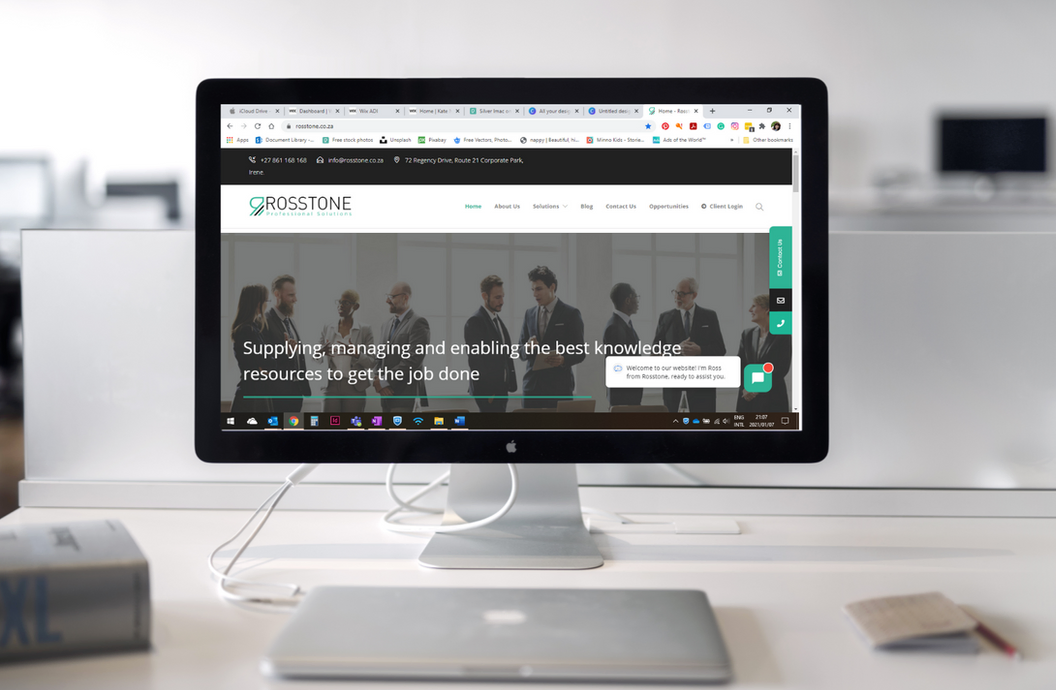 iCloud Drive
Dashboard |
Wix ADI
Home | Kate
Silver imac on
All your desi
Untitled desi
Home - Ross
rosstone.co.za
Apps
Document Library -...
Free stock photos
Unsplash
Pixabay
Free Vectors, Photo...
nappy | Beautiful, N...
Minno Kids – Storie...
Ads of the World™
Other bookmarks
+27 861 168 168
info@rosstone.co.za
72 Regency Drive, Route 21 Corporate Park,
Irene.
ROSSTONE
Professional Solutions
Home
About Us
Solutions
Blog
Contact Us
Opportunities
Client Login
Contact Us
Supplying, managing and enabling the best knowledge
resources to get the job done
Welcome to our website! I'm Ross
from Rosstone, ready to assist you.
ENG
INTL
21:07
2021/01/07
XL